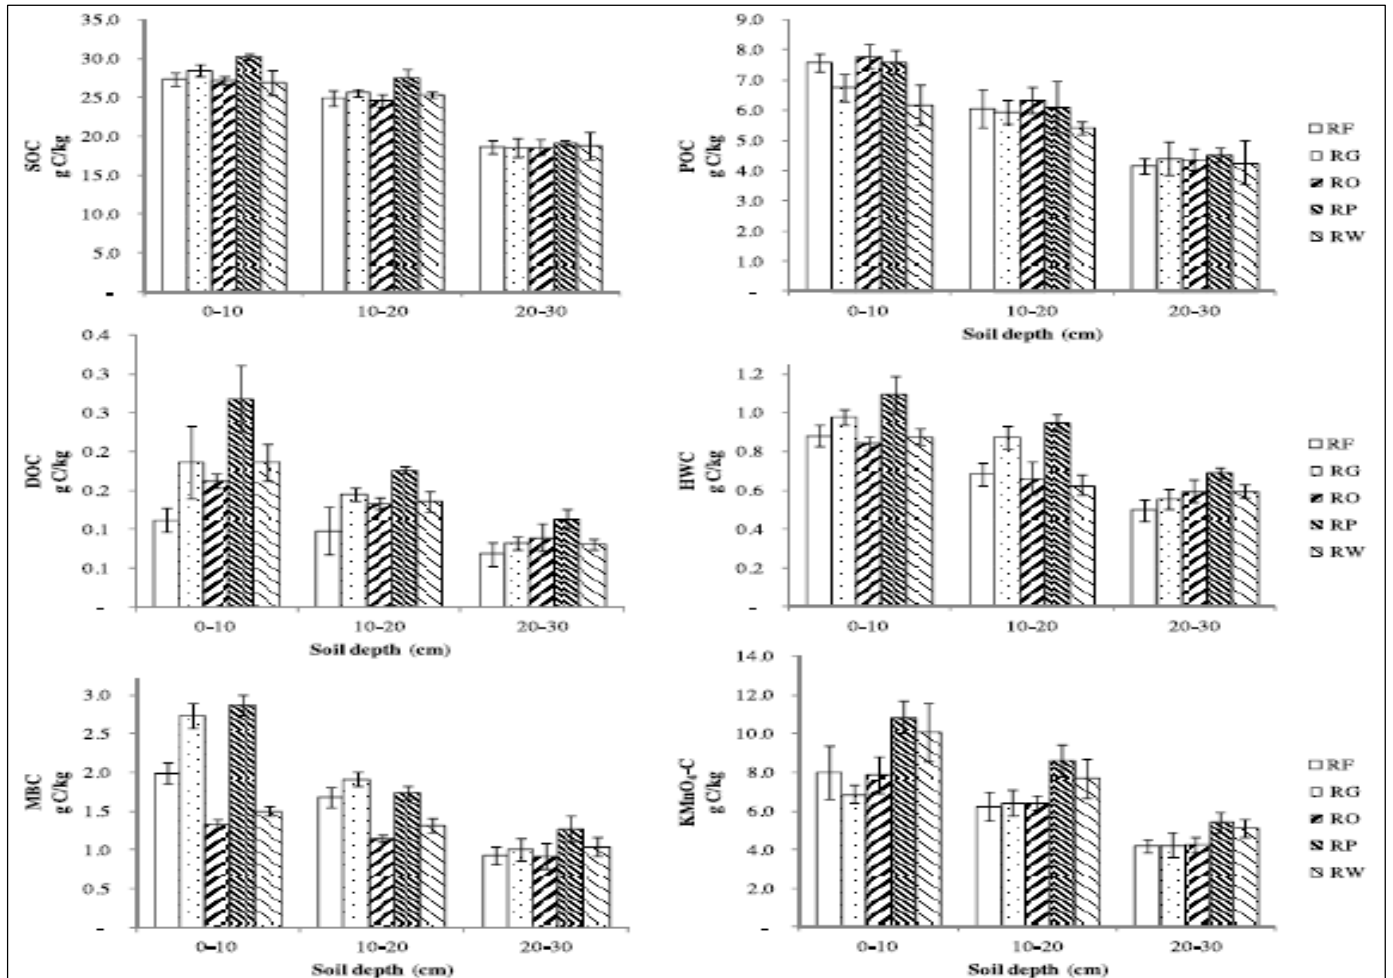 35.0
30.0
25.0
20.0
15.0
10.0
5.0
-
SOC
g C/kg
0-10
10-20
20-30
9.0
8.0
7.0
6.0
5.0
4.0
3.0
2.0
1.0
-
POC
g C/kg
0-10
10-20
20-30
Soil depth (cm)
RF
RG
RO
RP
RW
0.4
0.3
0.3
0.2
0.2
0.1
0.1
-
DOC
g C/kg
0-10
10-20
20-30
Soil depth (cm)
1.2
1.0
0.8
0.6
0.4
0.2
-
HWC
g C/kg
0-10
10-20
20-30
RF
RG
RO
RP
RW
3.0
2.5
2.0
1.5
1.0
0.5
-
MBC
g C/kg
0-10
10-20
20-30
Soil depth (cm)
14.0
12.0
10.0
8.0
6.0
4.0
2.0
-
KMnO₄-C
g C/kg
0-10
10-20
20-30
Soil depth (cm)
RF
RG
RO
RP
RW